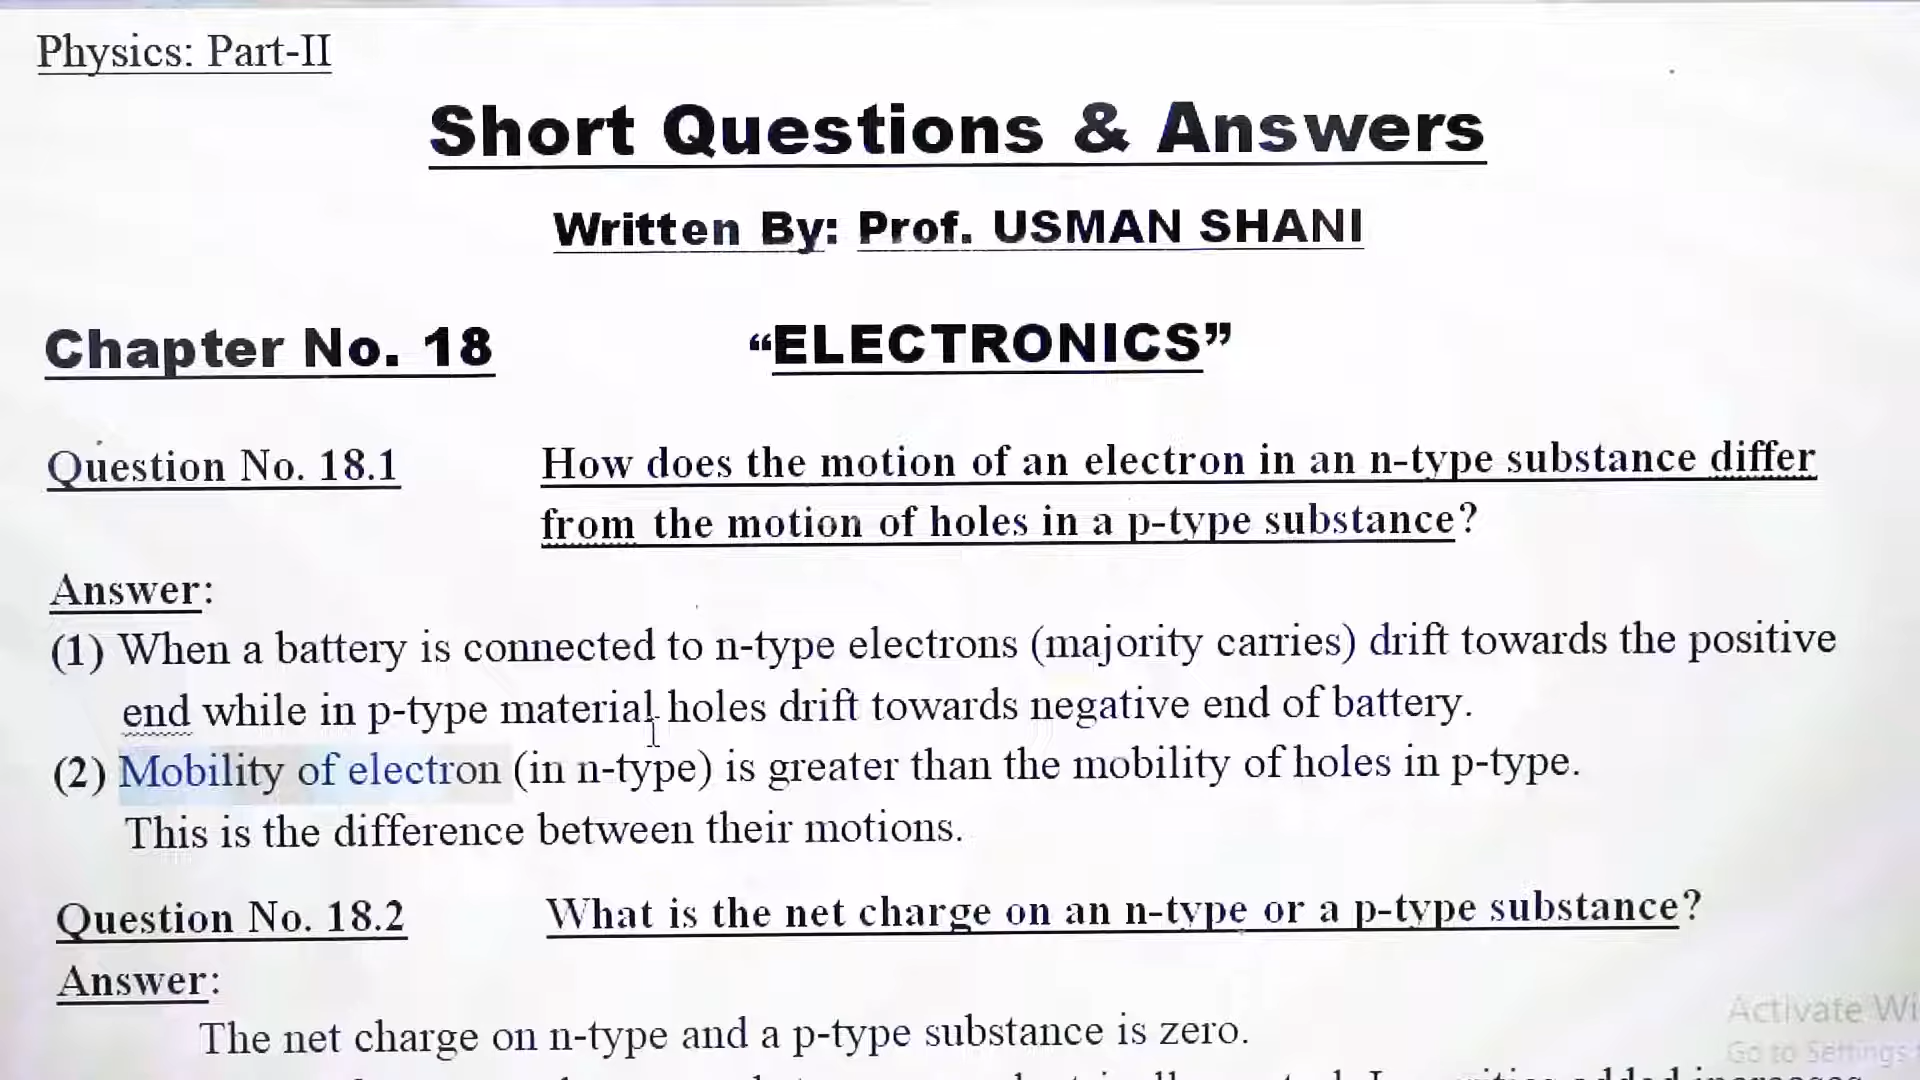 Physics: Part-II
Short Questions & Answers
Written By: Prof. USMAN SHANI
Chapter No. 18 “ELECTRONICS”
Question No. 18.1 How does the motion of an electron in an n-type substance differ
from the motion of holes in a p-type substance?
Answer:
(1) When a battery is connected to n-type electrons (majority carries) drift towards the positive
end while in p-type material holes drift towards negative end of battery.
(2) Mobility of electron (in n-type) is greater than the mobility of holes in p-type.
This is the difference between their motions.
Question No. 18.2 What is the net charge on an n-type or a p-type substance?
Answer:
The net charge on n-type and a p-type substance is zero.
Activate Wi
Go to Settings